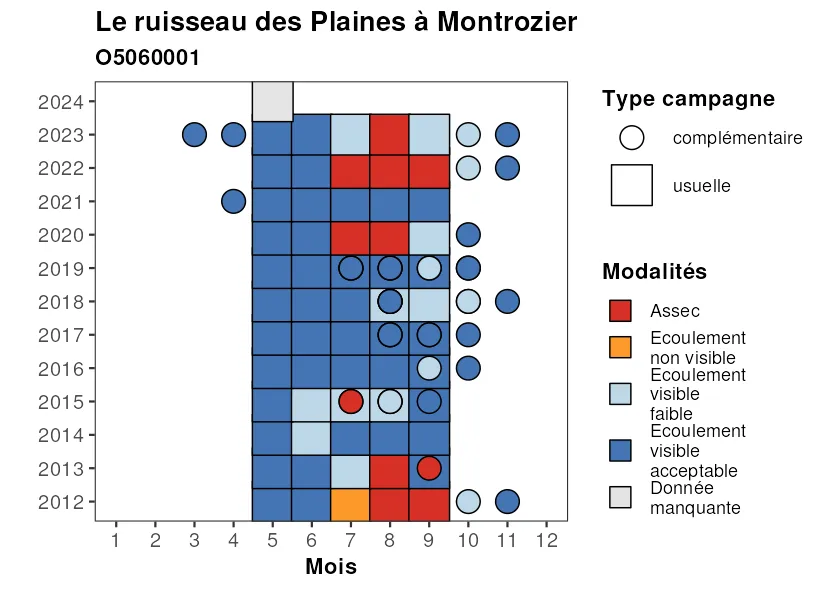 Le ruisseau des Plaines à Montrozier
O5060001
2024
2023
2022
2021
2020
2019
2018
2017
2016
2015
2014
2013
2012
1 2 3 4 5 6 7 8 9 10 11 12
Mois
Type campagne
complémentaire
usuelle
Modalités
Assec
Ecoulement
non visible
Ecoulement
visible
faible
Ecoulement
visible
acceptable
Donnée
manquante